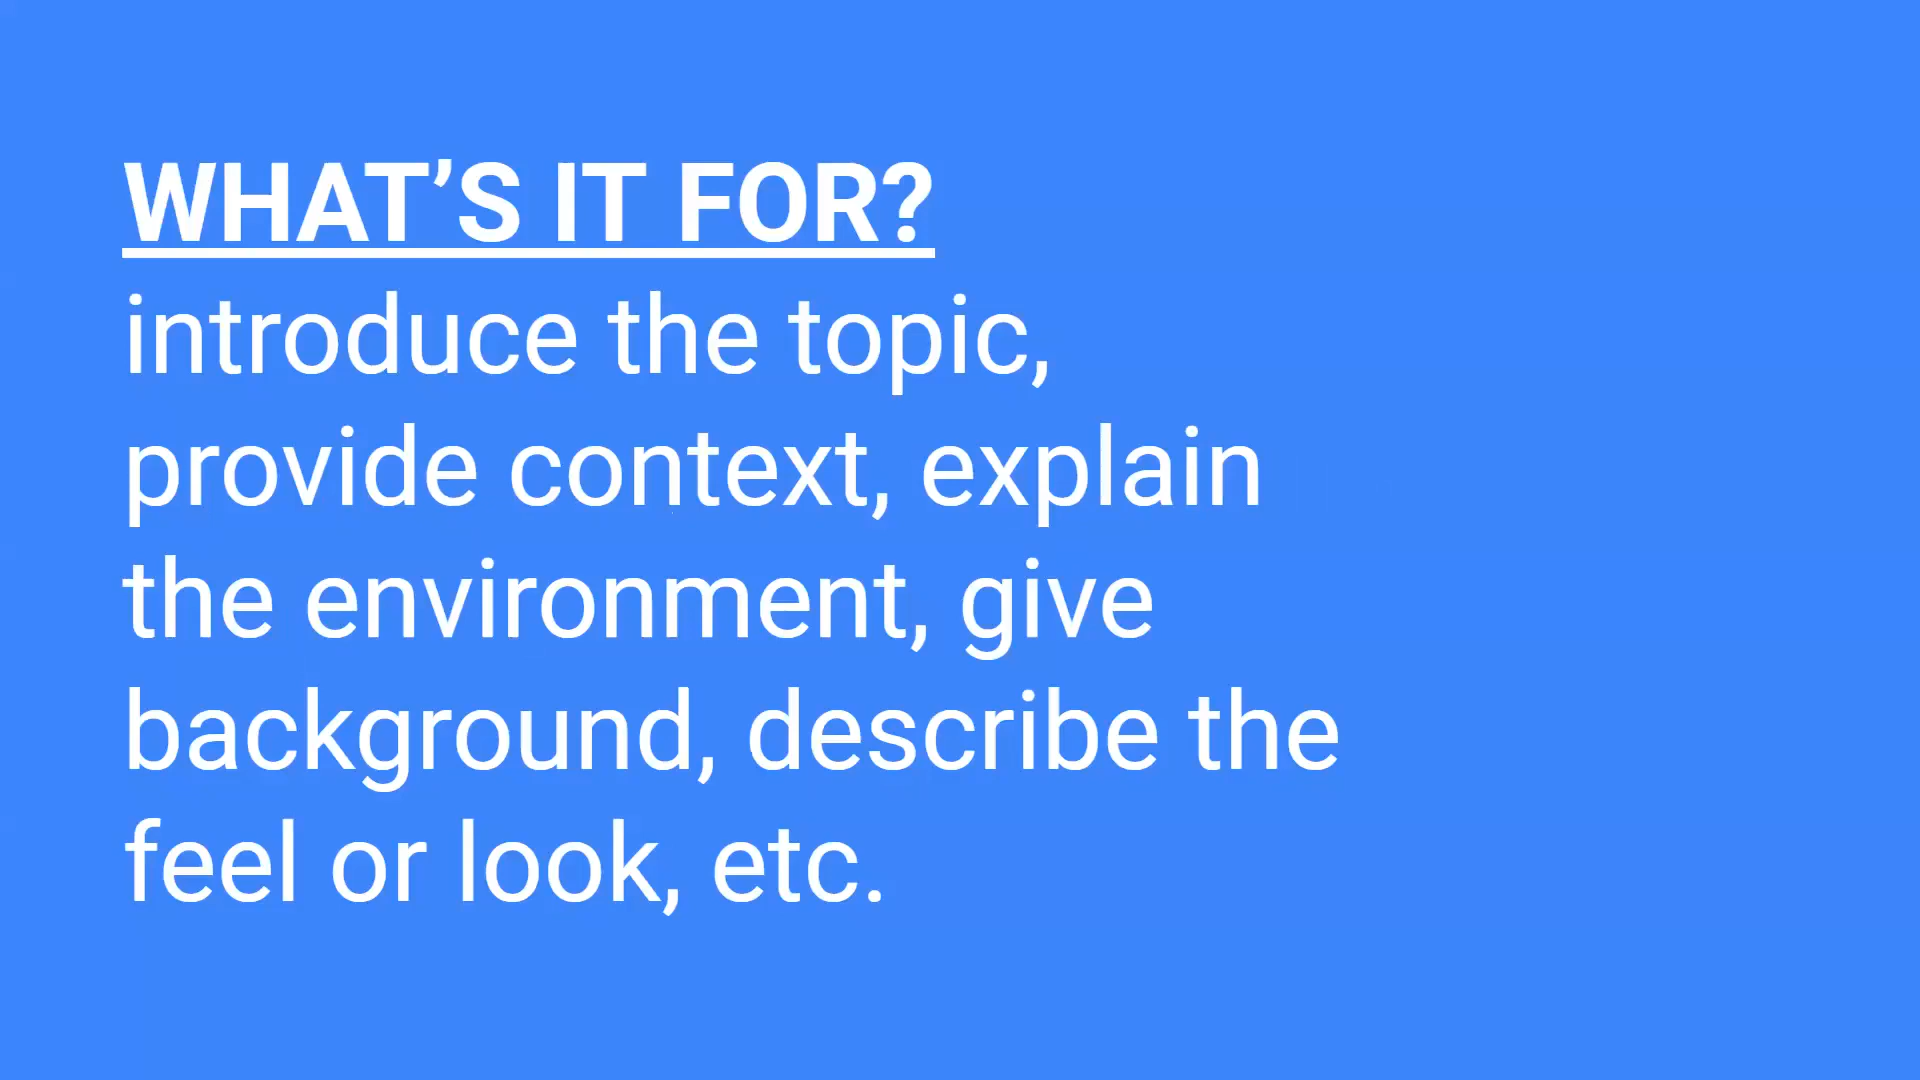 WHAT’S IT FOR?
introduce the topic,
provide context, explain
the environment, give
background, describe the
feel or look, etc.